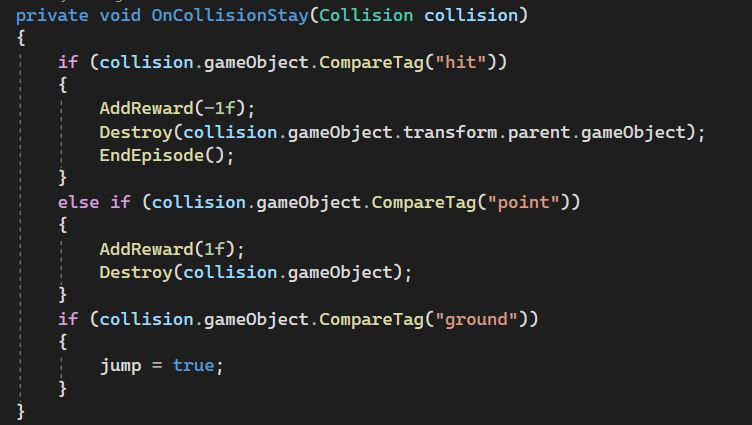 private void OnCollisionStay(Collision collision)
{
    if (collision.gameObject.CompareTag("hit"))
    {
        AddReward(-1f);
        Destroy(collision.gameObject.transform.parent.gameObject);
        EndEpisode();
    }
    else if (collision.gameObject.CompareTag("point"))
    {
        AddReward(1f);
        Destroy(collision.gameObject);
    }
    if (collision.gameObject.CompareTag("ground"))
    {
        jump = true;
    }
}